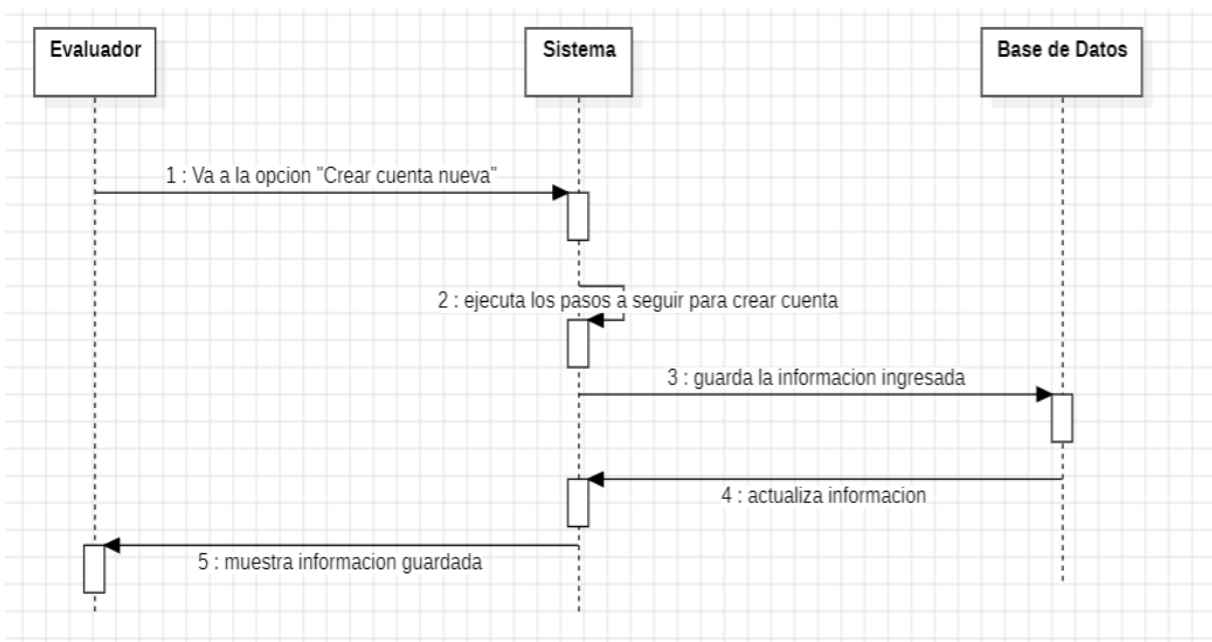 Evaluador
Sistema
Base de Datos
1 : Va a la opcion "Crear cuenta nueva"
2 : ejecuta los pasos a seguir para crear cuenta
3 : guarda la informacion ingresada
4 : actualiza informacion
5 : muestra informacion guardada